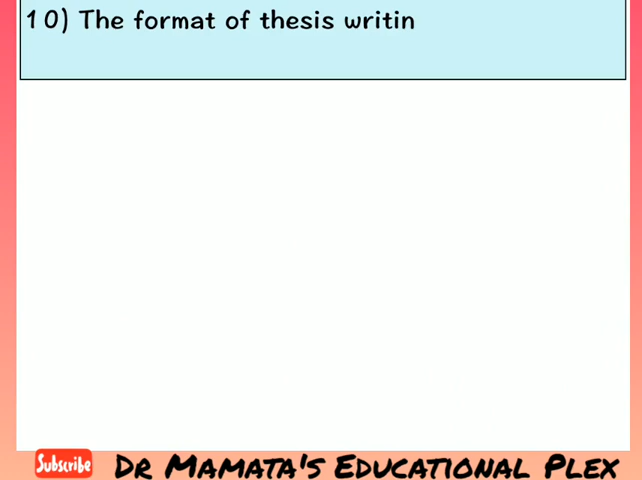 10) The format of thesis writin
Subscribe
DR MAMATA'S EDUCATIONAL PLEX